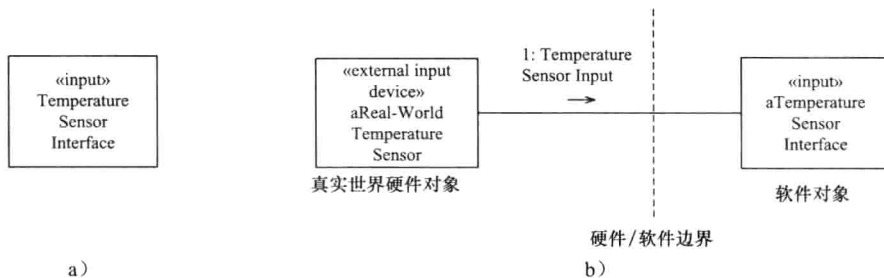 «input»
Temperature
Sensor
Interface
a）
«external input
device»
aReal-World
Temperature
Sensor
真实世界硬件对象
1: Temperature
Sensor Input
硬件/软件边界
«input»
aTemperature
Sensor
Interface
软件对象
b）